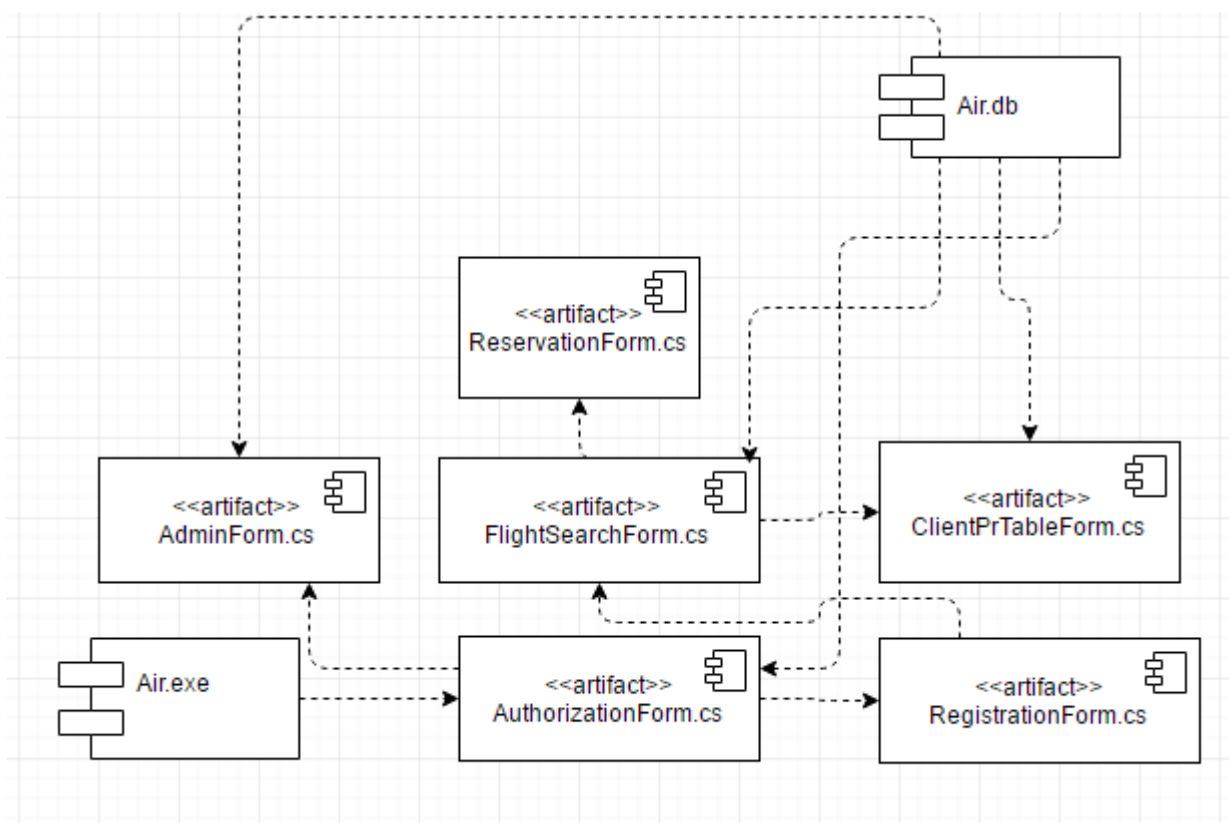 Air.db
<<artifact>>
ReservationForm.cs
<<artifact>>
AdminForm.cs
<<artifact>>
FlightSearchForm.cs
<<artifact>>
ClientPrTableForm.cs
Air.exe
<<artifact>>
AuthorizationForm.cs
<<artifact>>
RegistrationForm.cs